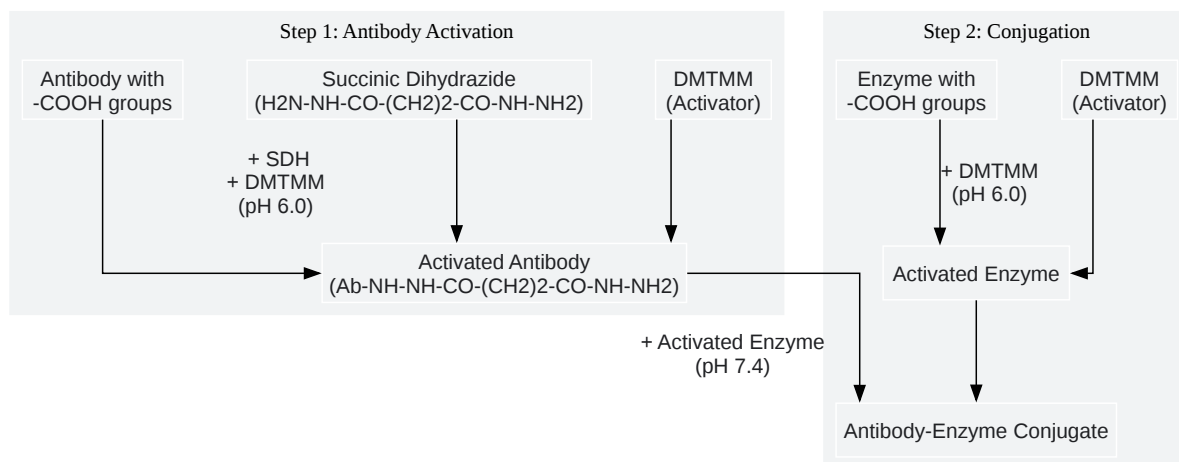 Step 1: Antibody Activation
Antibody with
-COOH groups
Succinic Dihydrazide
(H2N-NH-CO-(CH2)2-CO-NH-NH2)
DMTMM
(Activator)
+ SDH
+ DMTMM
(pH 6.0)
Activated Antibody
(Ab-NH-NH-CO-(CH2)2-CO-NH-NH2)
Step 2: Conjugation
Enzyme with
-COOH groups
DMTMM
(Activator)
+ DMTMM
(pH 6.0)
Activated Enzyme
+ Activated Enzyme
(pH 7.4)
Antibody-Enzyme Conjugate